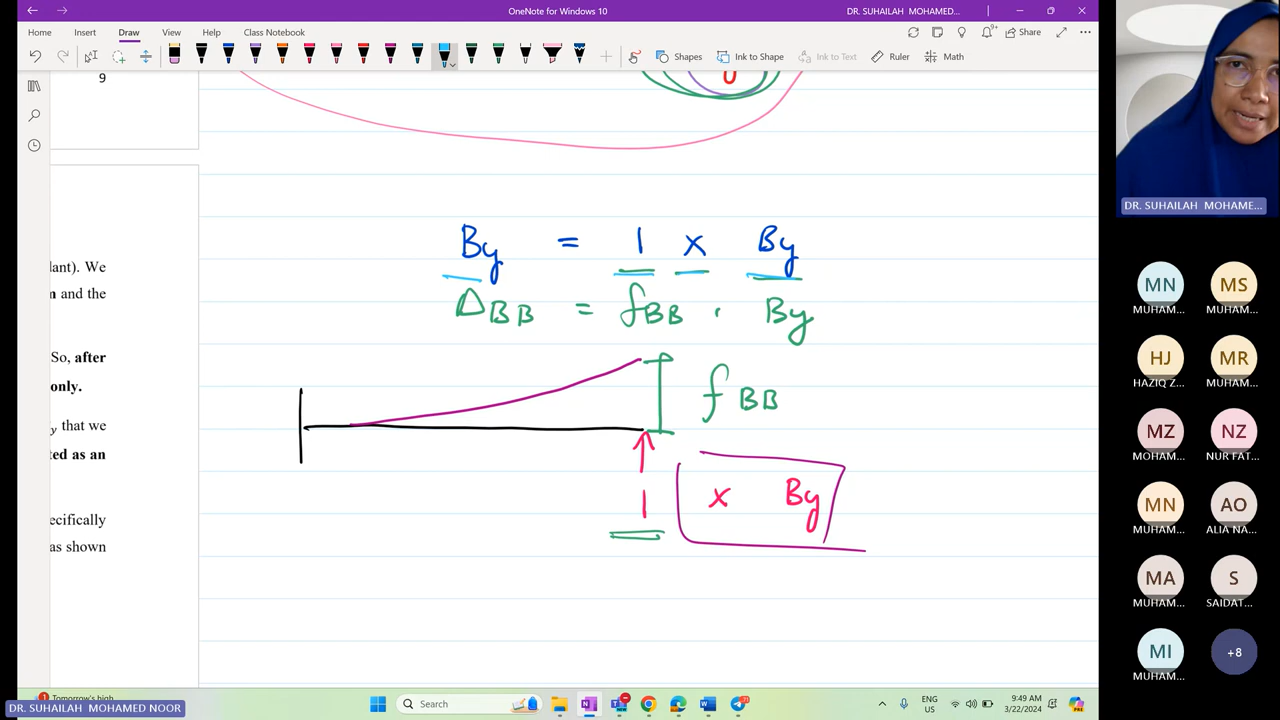 OneNote for Windows 10
DR. SUHAILAH MOHAMED...
Home Insert Draw View Help Class Notebook
Share
Shapes Ink to Shape Ink to Text Ruler Math
9
lant). We
m and the
So, after
only.
y that we
ted as an
ecifically
as shown
By = 1 x By
ΔBB = fBB . By
fBB
1 x By
DR. SUHAILAH MOHAME...
MN MS
MUHAM... MUHAM...
HJ MR
HAZIQ Z... MUHAM...
MZ NZ
MOHAM... NUR FAT...
MN AO
MUHAM... ALIA NA...
MA S
MUHAM... SAIDAT...
MI +8
MUHAM...
Tomorrow's high
DR. SUHAILAH MOHAMED NOOR
Search
ENG
US
9:49 AM
3/22/2024